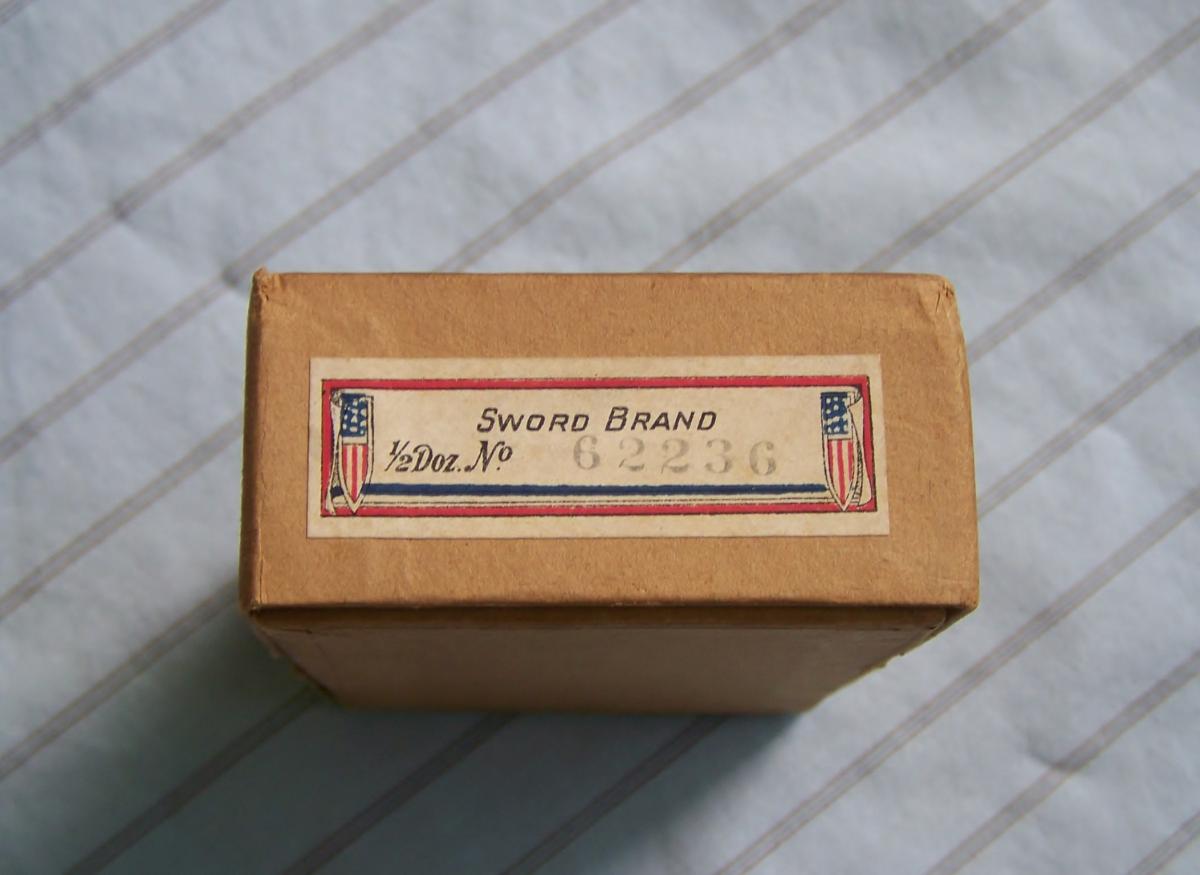 SWORD BRAND
½ Doz. No. 62236